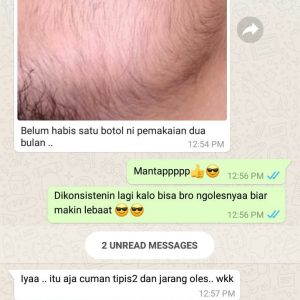 Belum habis satu botol ni pemakaian dua
bulan ..
12:54 PM
Mantappppp👍😎
12:56 PM
Dikonsistenin lagi kalo bisa bro ngolesnyaa biar
makin lebaat 😎😎
12:56 PM
2 UNREAD MESSAGES
Iyaa .. itu aja cuman tipis2 dan jarang oles.. wkk
12:57 PM